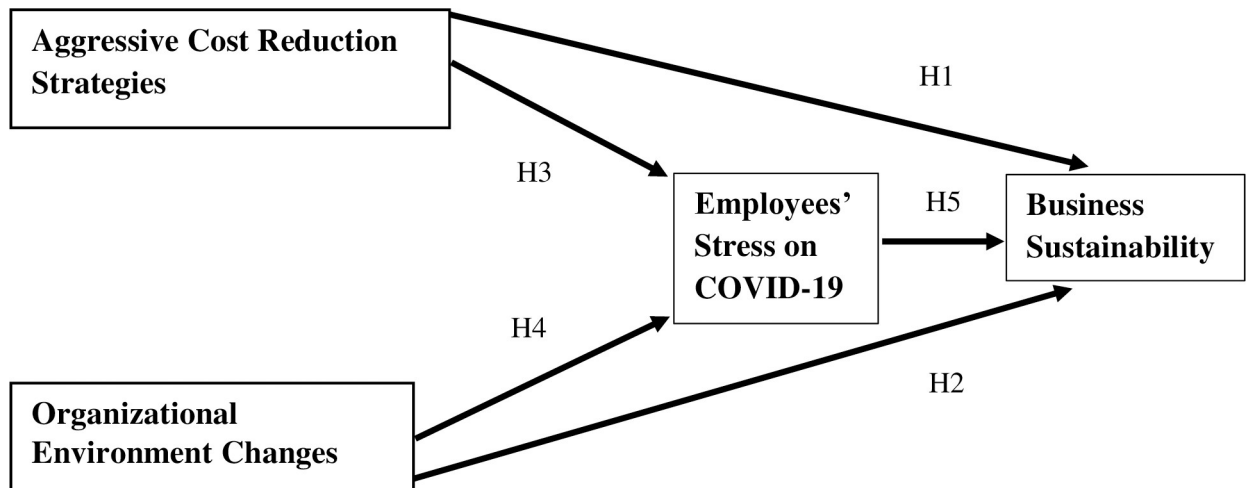 Aggressive Cost Reduction
Strategies
H1
H3
Employees’
Stress on
COVID-19
H5
Business
Sustainability
H4
H2
Organizational
Environment Changes